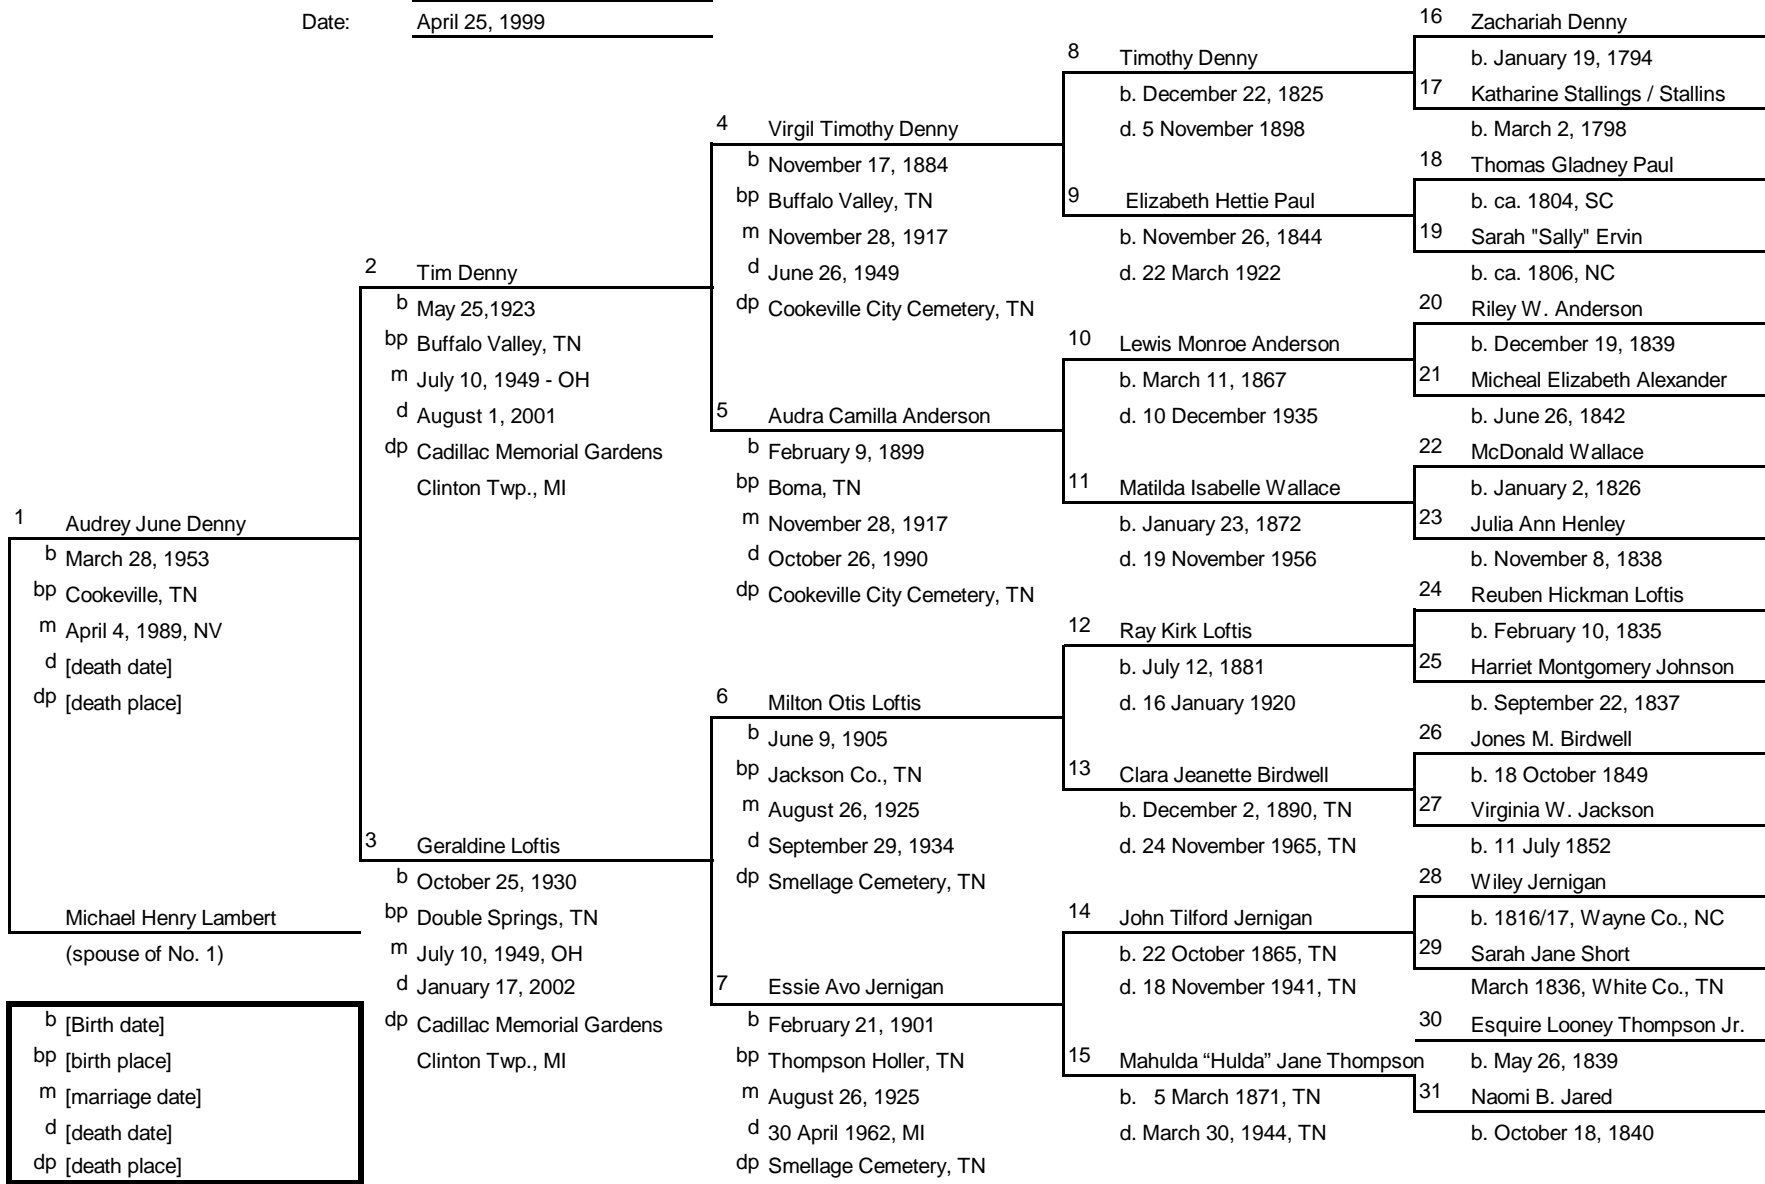 Date: April 25, 1999
1 Audrey June Denny
b March 28, 1953
bp Cookeville, TN
m April 4, 1989, NV
d [death date]
dp [death place]
Michael Henry Lambert
(spouse of No. 1)
b [Birth date]
bp [birth place]
m [marriage date]
d [death date]
dp [death place]
2 Tim Denny
b May 25,1923
bp Buffalo Valley, TN
m July 10, 1949 - OH
d August 1, 2001
dp Cadillac Memorial Gardens
Clinton Twp., MI
3 Geraldine Loftis
b October 25, 1930
bp Double Springs, TN
m July 10, 1949, OH
d January 17, 2002
dp Cadillac Memorial Gardens
Clinton Twp., MI
4 Virgil Timothy Denny
b November 17, 1884
bp Buffalo Valley, TN
m November 28, 1917
d June 26, 1949
dp Cookeville City Cemetery, TN
5 Audra Camilla Anderson
b February 9, 1899
bp Boma, TN
m November 28, 1917
d October 26, 1990
dp Cookeville City Cemetery, TN
6 Milton Otis Loftis
b June 9, 1905
bp Jackson Co., TN
m August 26, 1925
d September 29, 1934
dp Smellage Cemetery, TN
7 Essie Avo Jernigan
b February 21, 1901
bp Thompson Holler, TN
m August 26, 1925
d 30 April 1962, MI
dp Smellage Cemetery, TN
8 Timothy Denny
b. December 22, 1825
d. 5 November 1898
9 Elizabeth Hettie Paul
b. November 26, 1844
d. 22 March 1922
10 Lewis Monroe Anderson
b. March 11, 1867
d. 10 December 1935
11 Matilda Isabelle Wallace
b. January 23, 1872
d. 19 November 1956
12 Ray Kirk Loftis
b. July 12, 1881
d. 16 January 1920
13 Clara Jeanette Birdwell
b. December 2, 1890, TN
d. 24 November 1965, TN
14 John Tilford Jernigan
b. 22 October 1865, TN
d. 18 November 1941, TN
15 Mahulda “Hulda” Jane Thompson
b. 5 March 1871, TN
d. March 30, 1944, TN
16 Zachariah Denny
b. January 19, 1794
17 Katharine Stallings / Stallins
b. March 2, 1798
18 Thomas Gladney Paul
b. ca. 1804, SC
19 Sarah "Sally" Ervin
b. ca. 1806, NC
20 Riley W. Anderson
b. December 19, 1839
21 Micheal Elizabeth Alexander
b. June 26, 1842
22 McDonald Wallace
b. January 2, 1826
23 Julia Ann Henley
b. November 8, 1838
24 Reuben Hickman Loftis
b. February 10, 1835
25 Harriet Montgomery Johnson
b. September 22, 1837
26 Jones M. Birdwell
b. 18 October 1849
27 Virginia W. Jackson
b. 11 July 1852
28 Wiley Jernigan
b. 1816/17, Wayne Co., NC
29 Sarah Jane Short
March 1836, White Co., TN
30 Esquire Looney Thompson Jr.
b. May 26, 1839
31 Naomi B. Jared
b. October 18, 1840